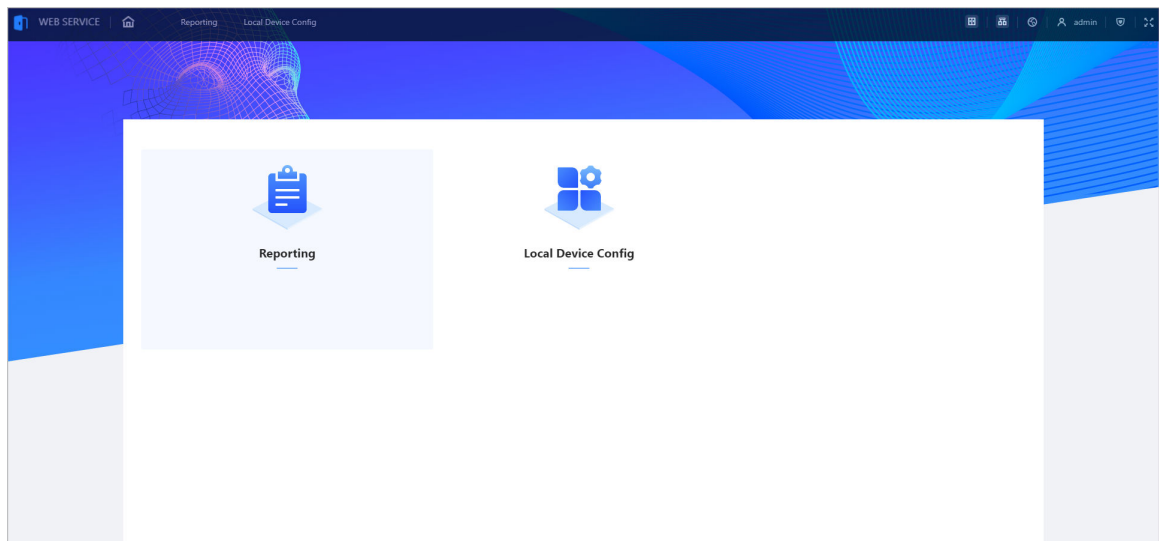 WEB SERVICE Reporting Local Device Config admin
Reporting
Local Device Config